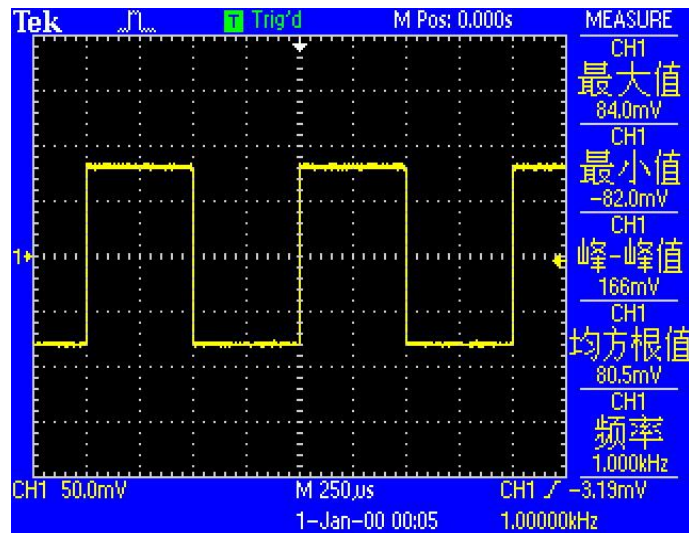 Tek T Trig'd M Pos: 0.000s MEASURE
CH1
最大值
84.0mV
CH1
最小值
-82.0mV
CH1
峰-峰值
166mV
CH1
均方根值
80.5mV
CH1
频率
1.000kHz
1
CH1 50.0mV M 250µs CH1 -3.19mV
1-Jan-00 00:05 1.00000kHz